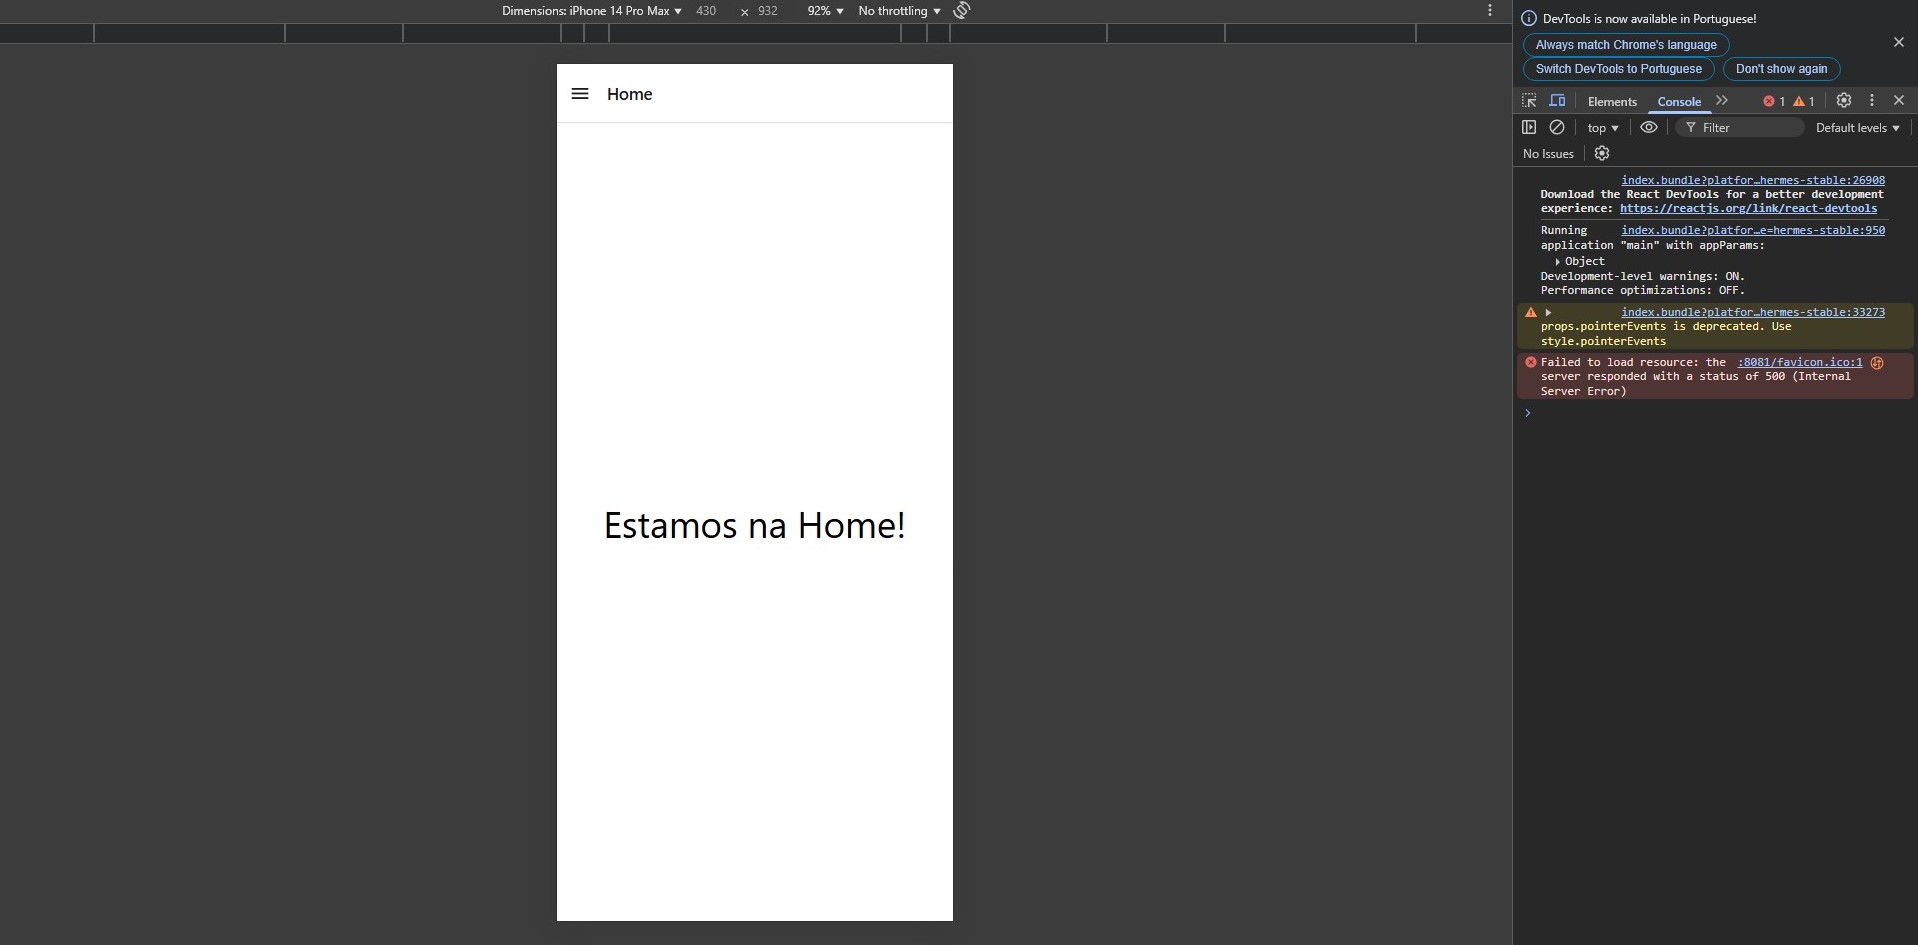 Dimensions: iPhone 14 Pro Max 430 × 932 92% No throttling
DevTools is now available in Portuguese!
Always match Chrome's language
Switch DevTools to Portuguese Don't show again
Elements Console 1 1
top Filter Default levels
No Issues
Home
Estamos na Home!
index.bundle?platfor…hermes-stable:26908
Download the React DevTools for a better development
experience: https://reactjs.org/link/react-devtools
Running index.bundle?platfor…e=hermes-stable:950
application "main" with appParams:
Object
Development-level warnings: ON.
Performance optimizations: OFF.
index.bundle?platfor…hermes-stable:33273
props.pointerEvents is deprecated. Use
style.pointerEvents
Failed to load resource: the :8081/favicon.ico:1
server responded with a status of 500 (Internal
Server Error)